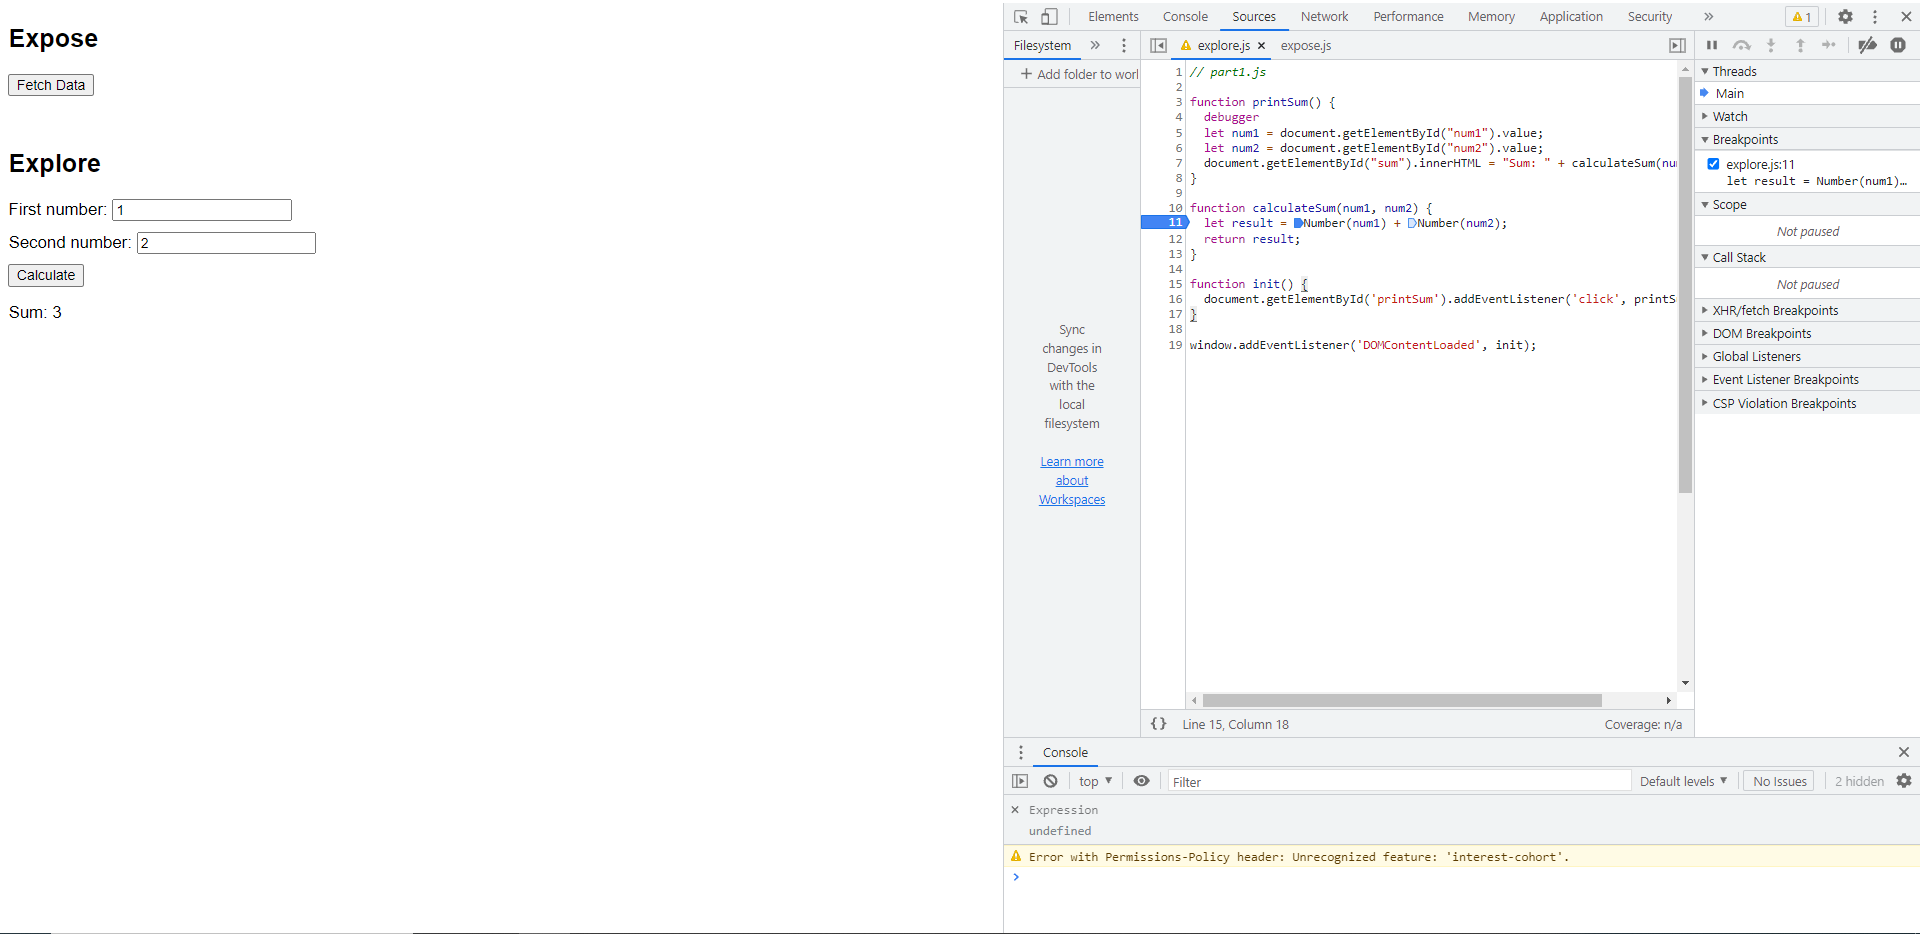 Expose
Fetch Data
Explore
First number: 1
Second number: 2
Calculate
Sum: 3
Elements Console Sources Network Performance Memory Application Security » 1
Filesystem »
explore.js × expose.js
+ Add folder to worl
Sync
changes in
DevTools
with the
local
filesystem
Learn more
about
Workspaces
1 // part1.js
2
3 function printSum() {
4 debugger
5 let num1 = document.getElementById("num1").value;
6 let num2 = document.getElementById("num2").value;
7 document.getElementById("sum").innerHTML = "Sum: " + calculateSum(nu
8 }
9
10 function calculateSum(num1, num2) {
11 let result = Number(num1) + Number(num2);
12 return result;
13 }
14
15 function init() {
16 document.getElementById('printSum').addEventListener('click', printS
17 }
18
19 window.addEventListener('DOMContentLoaded', init);
{} Line 15, Column 18 Coverage: n/a
Threads
Main
Watch
Breakpoints
explore.js:11
let result = Number(num1)…
Scope
Not paused
Call Stack
Not paused
XHR/fetch Breakpoints
DOM Breakpoints
Global Listeners
Event Listener Breakpoints
CSP Violation Breakpoints
Console
top ▼ Filter Default levels ▼ No Issues 2 hidden
× Expression
undefined
Error with Permissions-Policy header: Unrecognized feature: 'interest-cohort'.
>